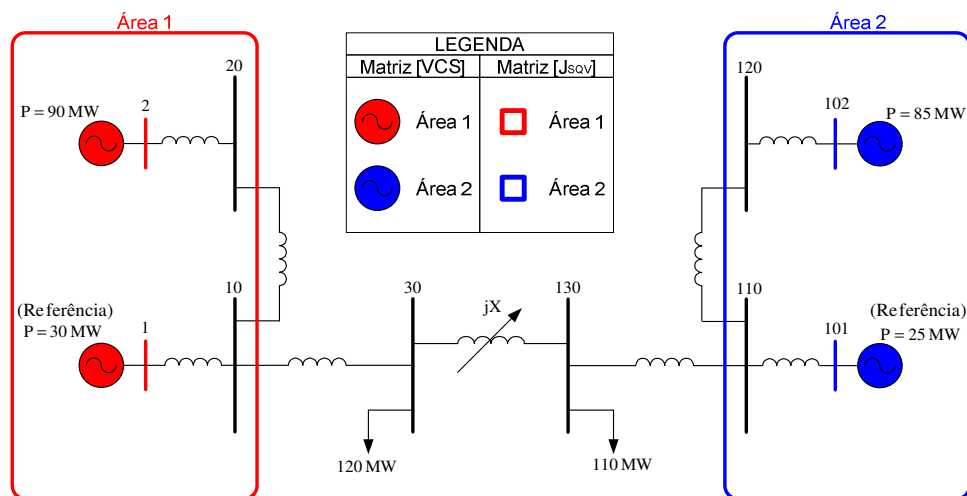 Área 1
Área 2
LEGENDA
Matriz [VCS]
Matriz [JSQV]
Área 1
Área 1
Área 2
Área 2
20
2
P = 90 MW
120
102
P = 85 MW
10
(Referência)
P = 30 MW
1
30
jX
130
110
101
(Referência)
P = 25 MW
120 MW
110 MW